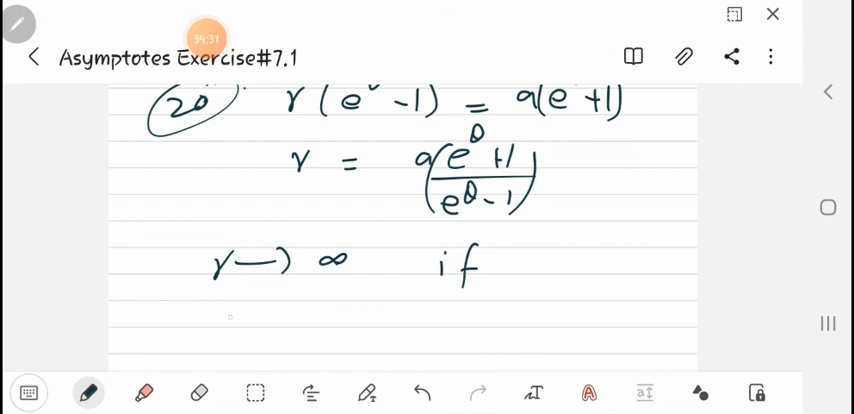 39:31
Asymptotes Exercise#7.1
20. r(e^θ - 1) = a(e^θ + 1)
r = a(e^θ + 1)/(e^θ - 1)
r → ∞ if